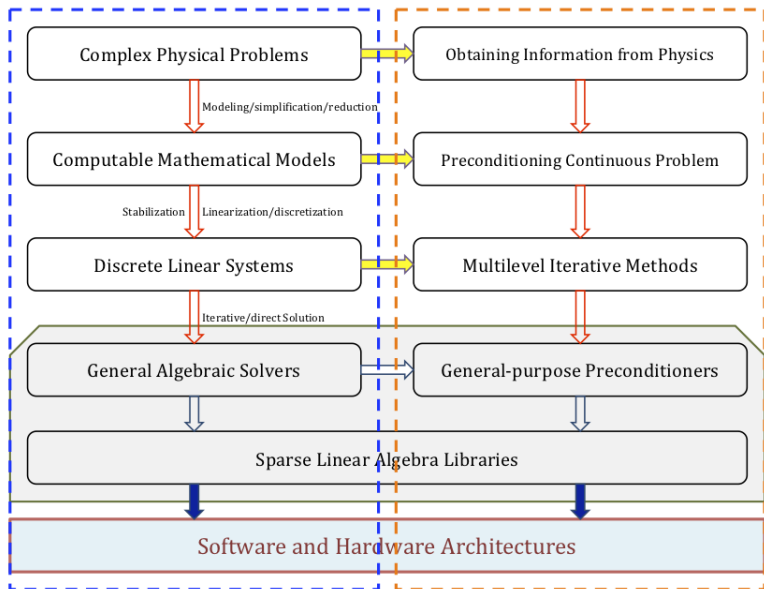 Complex Physical Problems
Obtaining Information from Physics
Modeling/simplification/reduction
Computable Mathematical Models
Preconditioning Continuous Problem
Stabilization
Linearization/discretization
Discrete Linear Systems
Multilevel Iterative Methods
Iterative/direct Solution
General Algebraic Solvers
General-purpose Preconditioners
Sparse Linear Algebra Libraries
Software and Hardware Architectures